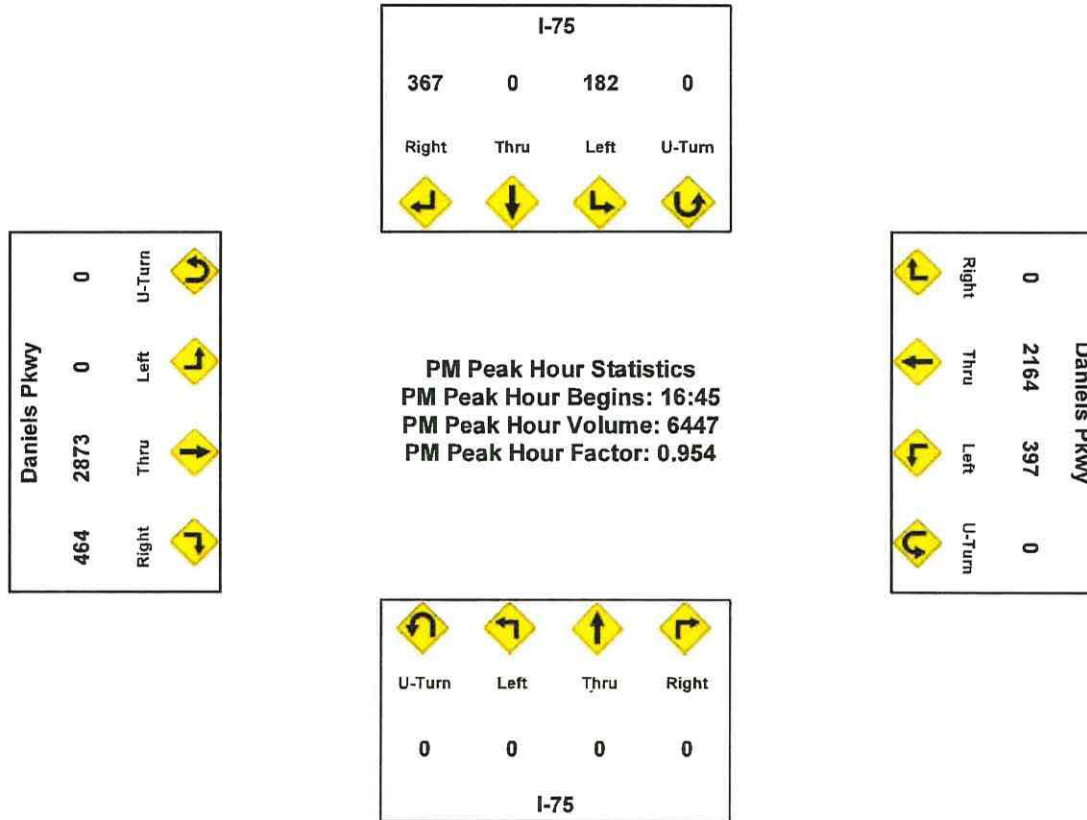 I-75
367 0 182 0
Right Thru Left U-Turn
Daniels Pkwy
0 0 2873 464
U-Turn Left Thru Right
PM Peak Hour Statistics
PM Peak Hour Begins: 16:45
PM Peak Hour Volume: 6447
PM Peak Hour Factor: 0.954
Right Thru Left U-Turn
0 2164 397 0
Daniels Pkwy
U-Turn Left Thru Right
0 0 0 0
I-75